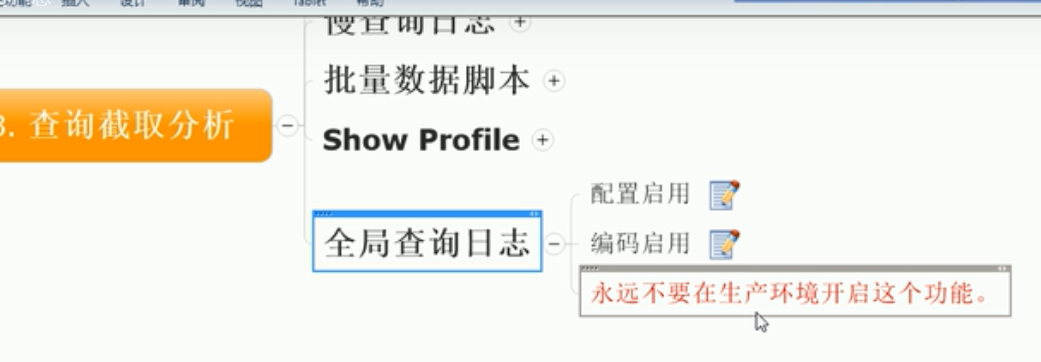 插入 设计 审阅 视图 Tablet 帮助
慢查询日志
批量数据脚本
3. 查询截取分析
Show Profile
配置启用
全局查询日志
编码启用
永远不要在生产环境开启这个功能。